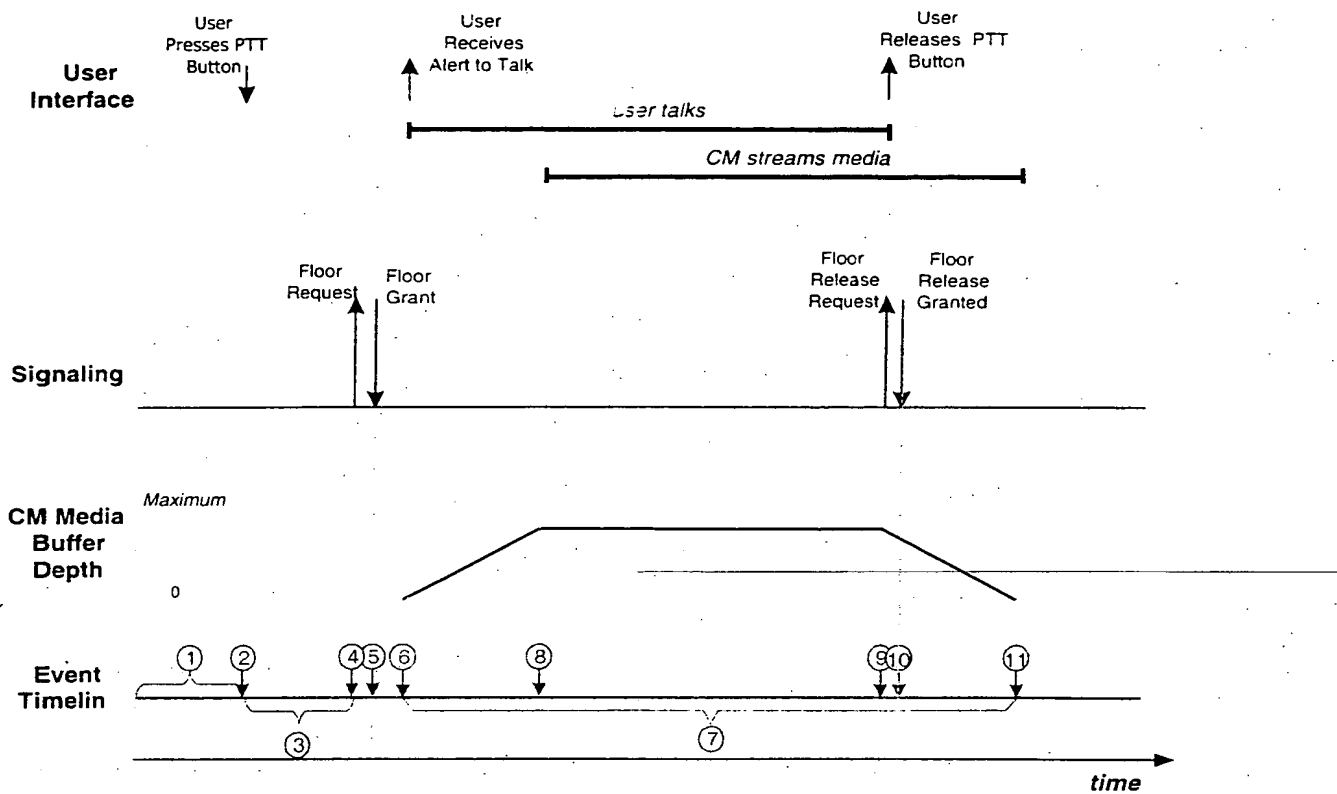 User
Presses PTT
Button
User
Receives
Alert to Talk
User
Releases PTT
Button
User
Interface
User talks
CM streams media
Floor
Request
Floor
Grant
Floor
Release
Request
Floor
Release
Granted
Signaling
Maximum
CM Media
Buffer
Depth
0
Event
Timelin
1
2
4
5
6
8
9
10
11
3
7
time